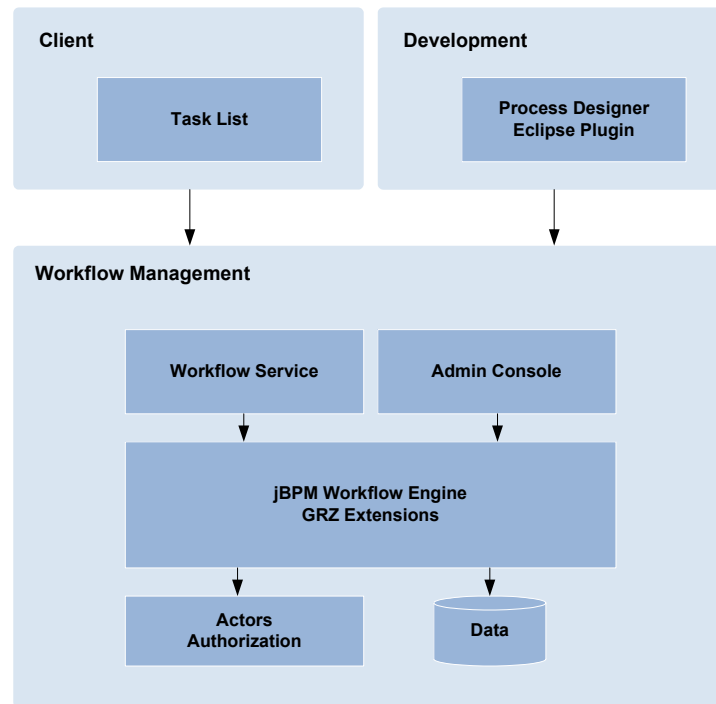 Client
Task List
Development
Process Designer
Eclipse Plugin
Workflow Management
Workflow Service
Admin Console
jBPM Workflow Engine
GRZ Extensions
Actors
Authorization
Data